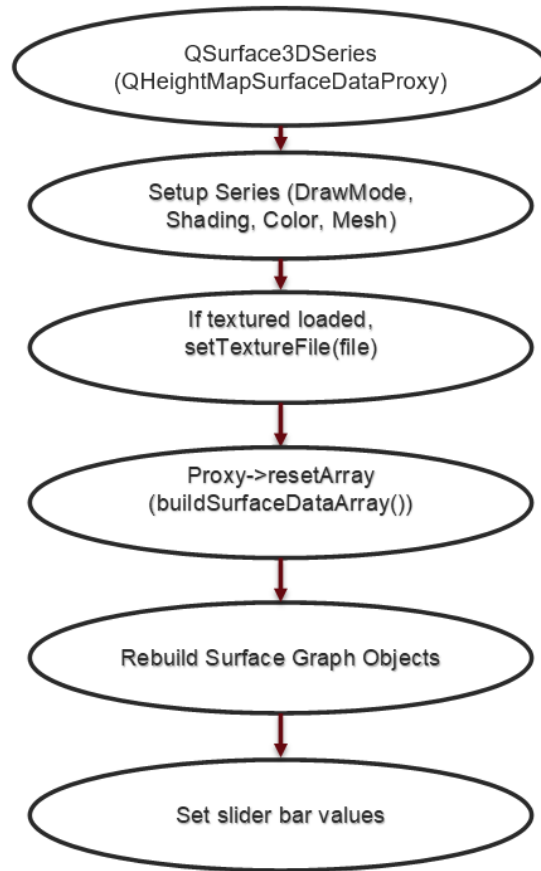 QSurface3DSeries
(QHeightMapSurfaceDataProxy)
Setup Series (DrawMode,
Shading, Color, Mesh)
If textured loaded,
setTextureFile(file)
Proxy->resetArray
(buildSurfaceDataArray())
Rebuild Surface Graph Objects
Set slider bar values